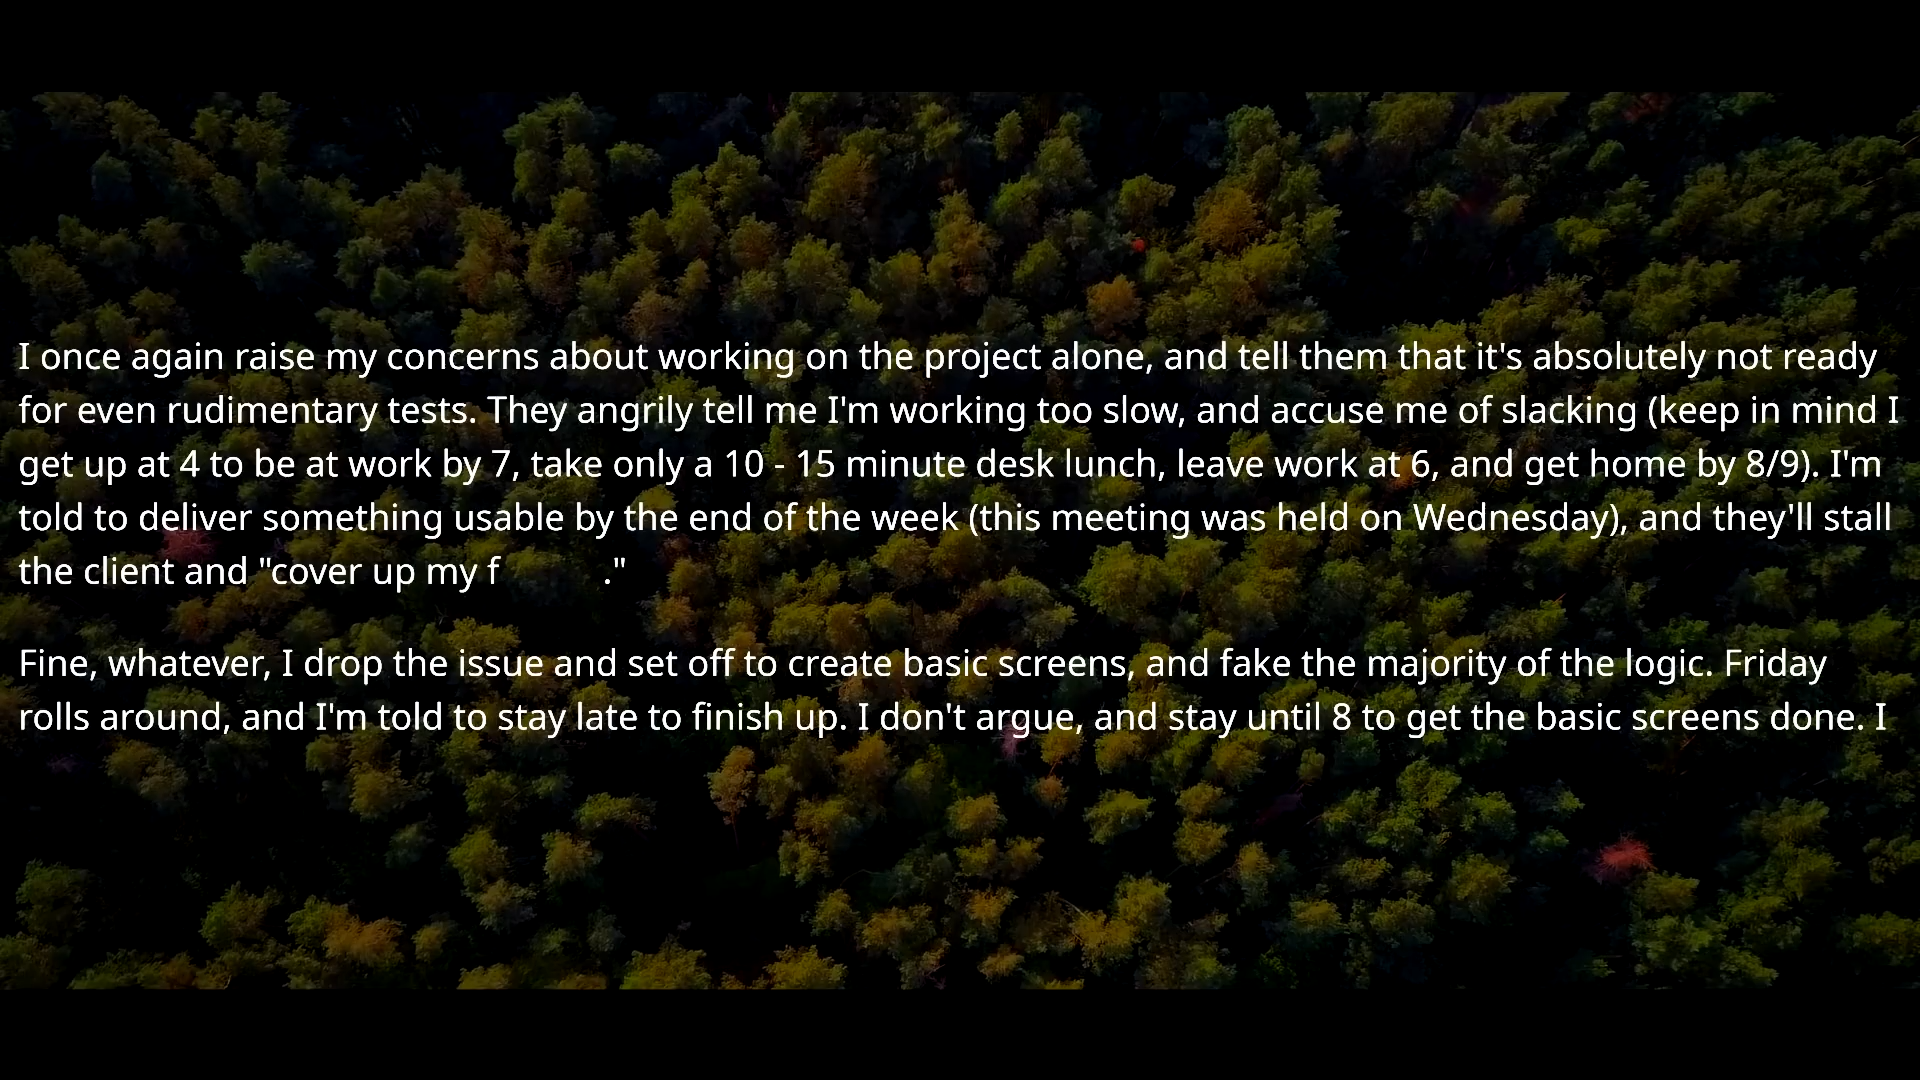 I once again raise my concerns about working on the project alone, and tell them that it's absolutely not ready
for even rudimentary tests. They angrily tell me I'm working too slow, and accuse me of slacking (keep in mind I
get up at 4 to be at work by 7, take only a 10 - 15 minute desk lunch, leave work at 6, and get home by 8/9). I'm
told to deliver something usable by the end of the week (this meeting was held on Wednesday), and they'll stall
the client and "cover up my f ."
Fine, whatever, I drop the issue and set off to create basic screens, and fake the majority of the logic. Friday
rolls around, and I'm told to stay late to finish up. I don't argue, and stay until 8 to get the basic screens done. I